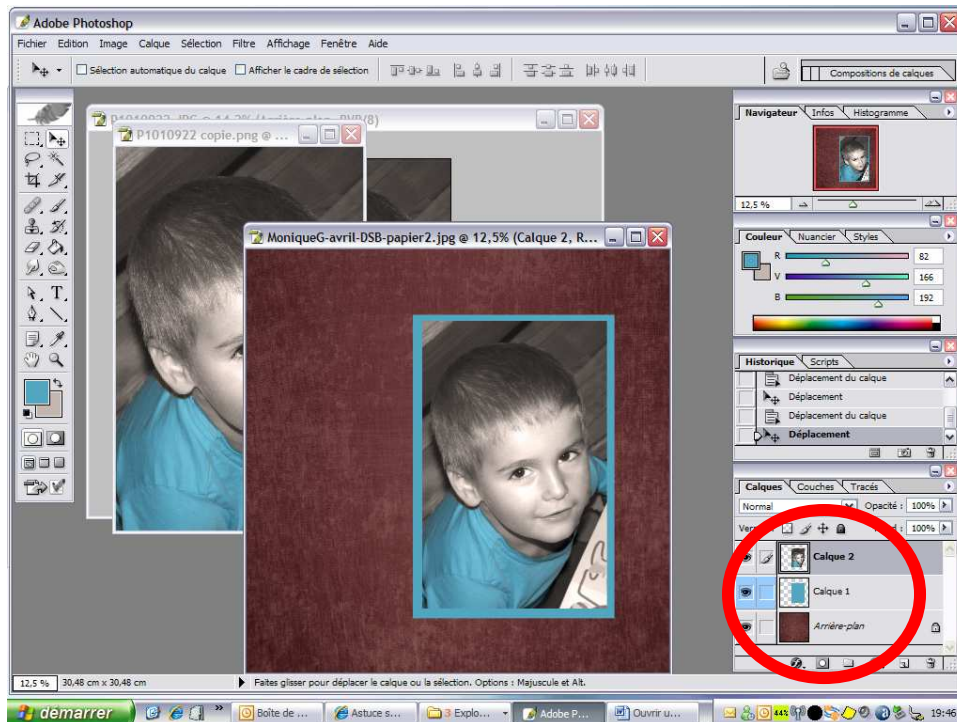 Adobe Photoshop
Fichier Edition Image Calque Sélection Filtre Affichage Fenêtre Aide
Sélection automatique du calque Afficher le cadre de sélection
Compositions de calques
P1010922 copie.png @ ...
MoniqueG-avril-DSB-papier2.jpg @ 12,5% (Calque 2, R...
Navigateur Infos Histogramme
12,5 %
Couleur Nuancier Styles
R 82
V 166
B 192
Historique Scripts
Déplacement du calque
Déplacement
Déplacement du calque
Déplacement
Calques Couches Tracés
Normal Opacité : 100%
100%
Calque 2
Calque 1
Arrière-plan
12,5 % 30,48 cm x 30,48 cm Faites glisser pour déplacer le calque ou la sélection. Options : Majuscule et Alt.
démarrer Boîte de ... Astuce s... 3 Explo... Adobe P... Ouvrir u... 44% 19:46